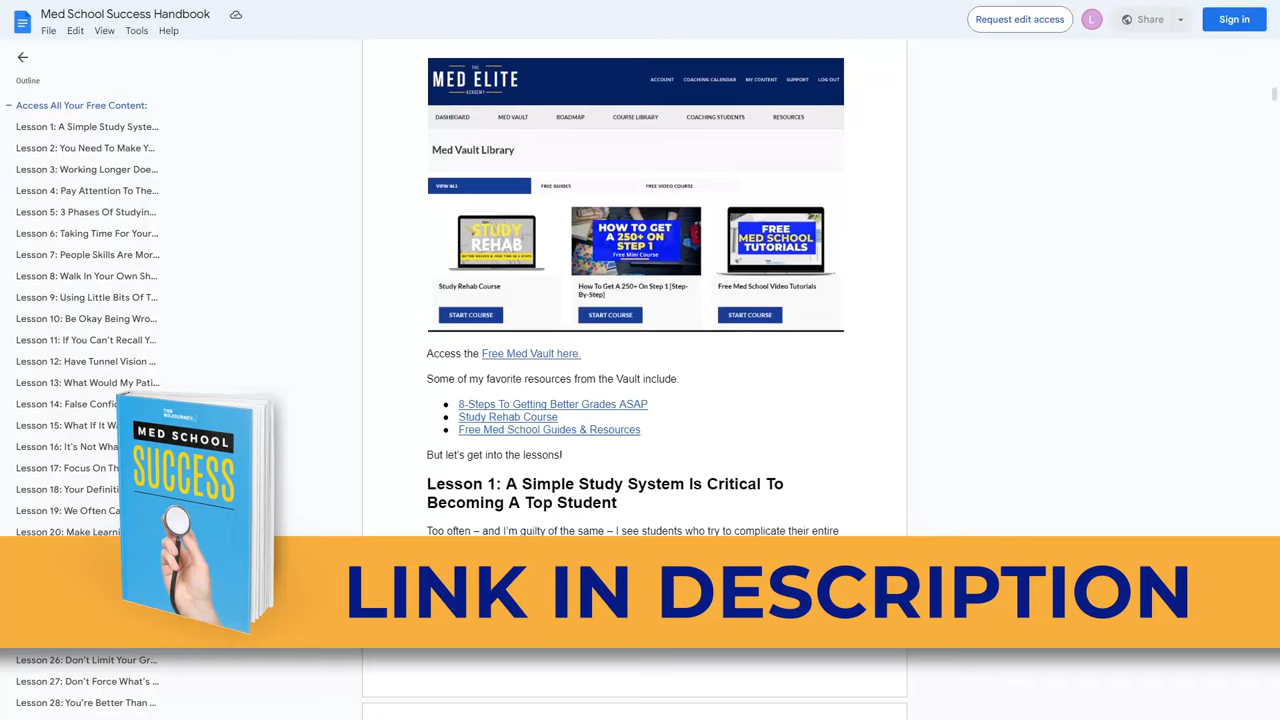 Med School Success Handbook
File Edit View Tools Help
Request edit access
L
Share
Sign in
Outline
Access All Your Free Content:
Lesson 1: A Simple Study Syste...
Lesson 2: You Need To Make Y...
Lesson 3: Working Longer Doe...
Lesson 4: Pay Attention To The...
Lesson 5: 3 Phases Of Studyin...
Lesson 6: Taking Time For Your...
Lesson 7: People Skills Are Mor...
Lesson 8: Walk In Your Own Sh...
Lesson 9: Using Little Bits Of T...
Lesson 10: Be Okay Being Wro...
Lesson 11: If You Can't Recall Y...
Lesson 12: Have Tunnel Vision ...
Lesson 13: What Would My Pati...
Lesson 14: False Confi
Lesson 15: What If It W
Lesson 16: It's Not Wha
Lesson 17: Focus On Th
Lesson 18: Your Definiti
Lesson 19: We Often Ca
Lesson 20: Make Learni
Lesson 26: Don't Limit Your Gr...
Lesson 27: Don't Force What's ...
Lesson 28: You're Better Than ...
THE
MED ELITE
ACADEMY
ACCOUNT COACHING CALENDAR MY CONTENT SUPPORT LOG OUT
DASHBOARD MED VAULT ROADMAP COURSE LIBRARY COACHING STUDENTS RESOURCES
Med Vault Library
VIEW ALL FREE GUIDES FREE VIDEO COURSE
STUDY
REHAB
BETTER GRADES & FREE TIME IN 3 STEPS
HOW TO GET
A 250+ ON
STEP 1
Free Mini Course
FREE
MED SCHOOL
TUTORIALS
Study Rehab Course
How To Get A 250+ On Step 1 [Step-
By-Step]
Free Med School Video Tutorials
START COURSE START COURSE START COURSE
Access the Free Med Vault here.
Some of my favorite resources from the Vault include:
● 8-Steps To Getting Better Grades ASAP
● Study Rehab Course
● Free Med School Guides & Resources
But let's get into the lessons!
Lesson 1: A Simple Study System Is Critical To
Becoming A Top Student
Too often – and I'm guilty of the same – I see students who try to complicate their entire
THE
MDJOURNEY
MED SCHOOL
SUCCESS
LINK IN DESCRIPTION